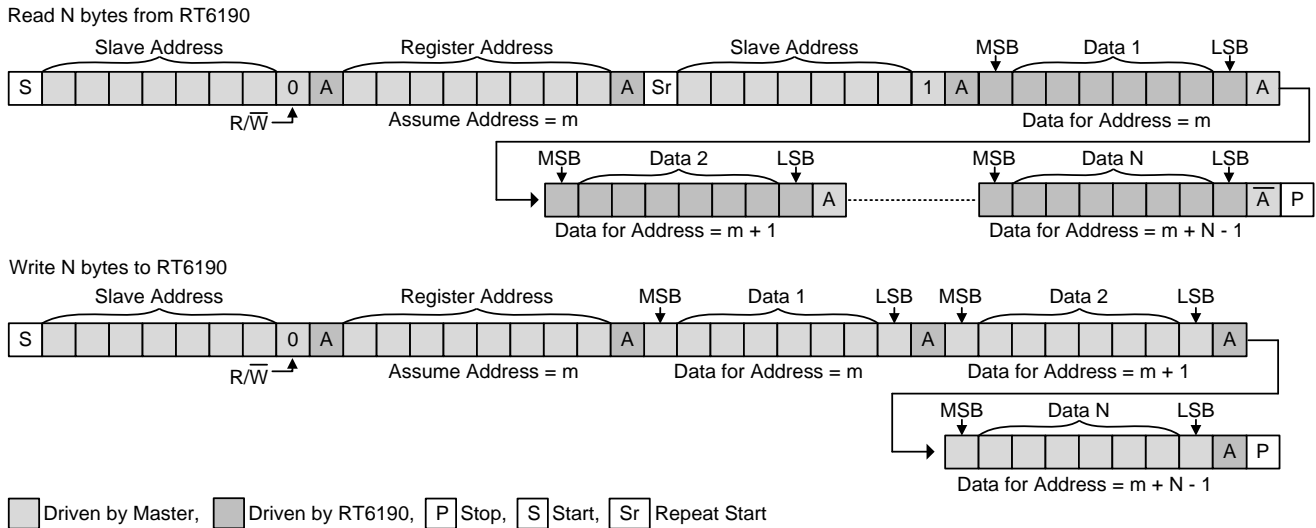 Read N bytes from RT6190
Slave Address Register Address Slave Address MSB Data 1 LSB
S 0 A A Sr 1 A A
R/W̅ Assume Address = m Data for Address = m
MSB Data 2 LSB MSB Data N LSB
A A̅ P
Data for Address = m + 1 Data for Address = m + N - 1
Write N bytes to RT6190
Slave Address Register Address MSB Data 1 LSB MSB Data 2 LSB
S 0 A A A A
R/W̅ Assume Address = m Data for Address = m Data for Address = m + 1
MSB Data N LSB
A P
Data for Address = m + N - 1
Driven by Master, Driven by RT6190, P Stop, S Start, Sr Repeat Start